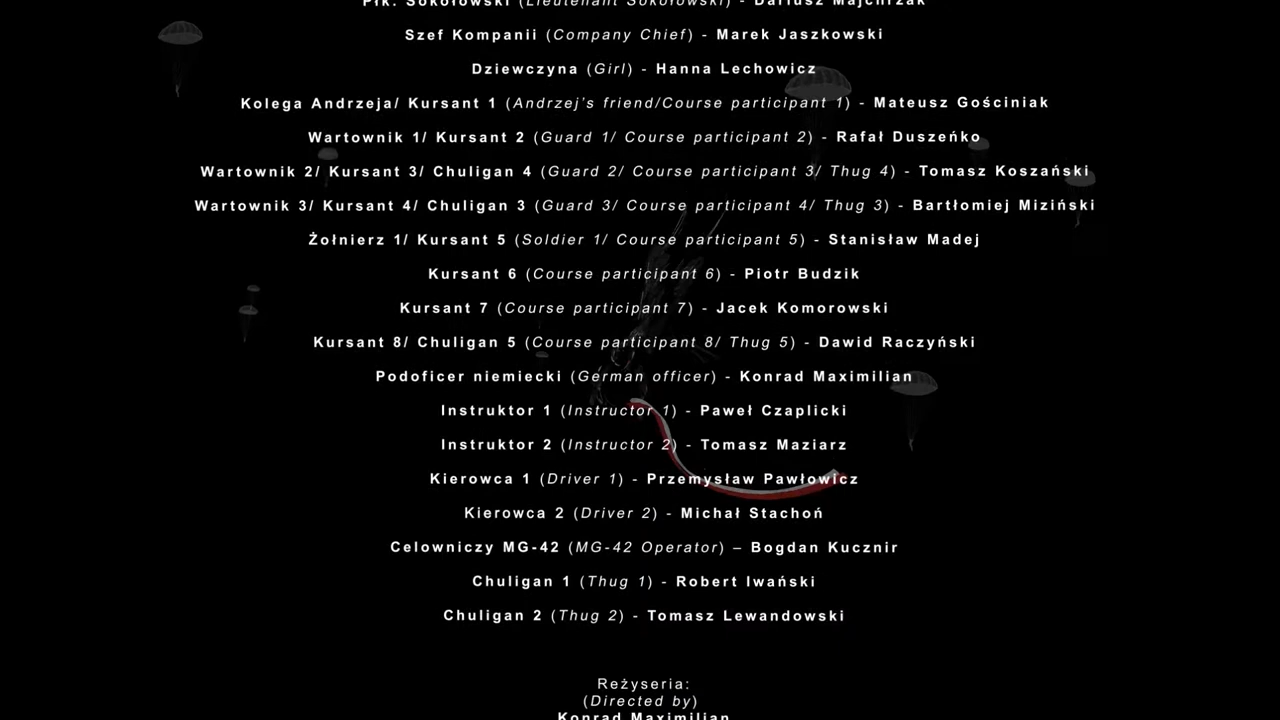 Płk. Sokołowski (Lieutenant Sokołowski) - Dariusz Majchrzak
Szef Kompanii (Company Chief) - Marek Jaszkowski
Dziewczyna (Girl) - Hanna Lechowicz
Kolega Andrzeja/ Kursant 1 (Andrzej's friend/Course participant 1) - Mateusz Gościniak
Wartownik 1/ Kursant 2 (Guard 1/ Course participant 2) - Rafał Duszeńko
Wartownik 2/ Kursant 3/ Chuligan 4 (Guard 2/ Course participant 3/ Thug 4) - Tomasz Koszański
Wartownik 3/ Kursant 4/ Chuligan 3 (Guard 3/ Course participant 4/ Thug 3) - Bartłomiej Miziński
Żołnierz 1/ Kursant 5 (Soldier 1/ Course participant 5) - Stanisław Madej
Kursant 6 (Course participant 6) - Piotr Budzik
Kursant 7 (Course participant 7) - Jacek Komorowski
Kursant 8/ Chuligan 5 (Course participant 8/ Thug 5) - Dawid Raczyński
Podoficer niemiecki (German officer) - Konrad Maximilian
Instruktor 1 (Instructor 1) - Paweł Czaplicki
Instruktor 2 (Instructor 2) - Tomasz Maziarz
Kierowca 1 (Driver 1) - Przemysław Pawłowicz
Kierowca 2 (Driver 2) - Michał Stachoń
Celowniczy MG-42 (MG-42 Operator) – Bogdan Kucznir
Chuligan 1 (Thug 1) - Robert Iwański
Chuligan 2 (Thug 2) - Tomasz Lewandowski
Reżyseria:
(Directed by)
Konrad Maximilian